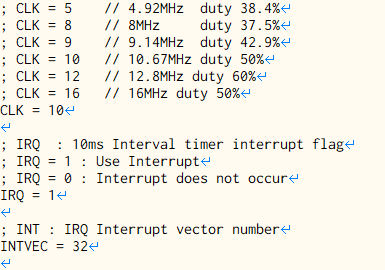 ; CLK = 5   // 4.92MHz  duty 38.4%↵
; CLK = 8   // 8MHz     duty 37.5%↵
; CLK = 9   // 9.14MHz  duty 42.9%↵
; CLK = 10  // 10.67MHz duty 50%↵
; CLK = 12  // 12.8MHz duty 60%↵
; CLK = 16  // 16MHz duty 50%↵
CLK = 10↵
↵
; IRQ  : 10ms Interval timer interrupt flag↵
; IRQ = 1 : Use Interrupt↵
; IRQ = 0 : Interrupt does not occur↵
IRQ = 1↵
↵
; INT : IRQ Interrupt vector number↵
INTVEC = 32↵
↵